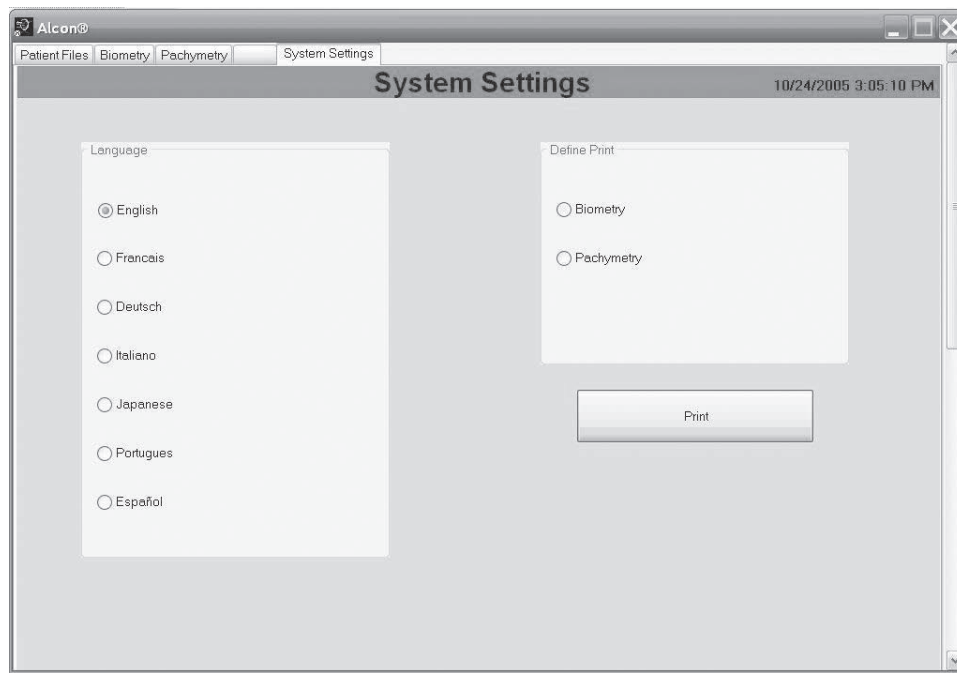 Alcon®
Patient Files Biometry Pachymetry System Settings
System Settings 10/24/2005 3:05:10 PM
Language
English
Francais
Deutsch
Italiano
Japanese
Portugues
Español
Define Print
Biometry
Pachymetry
Print